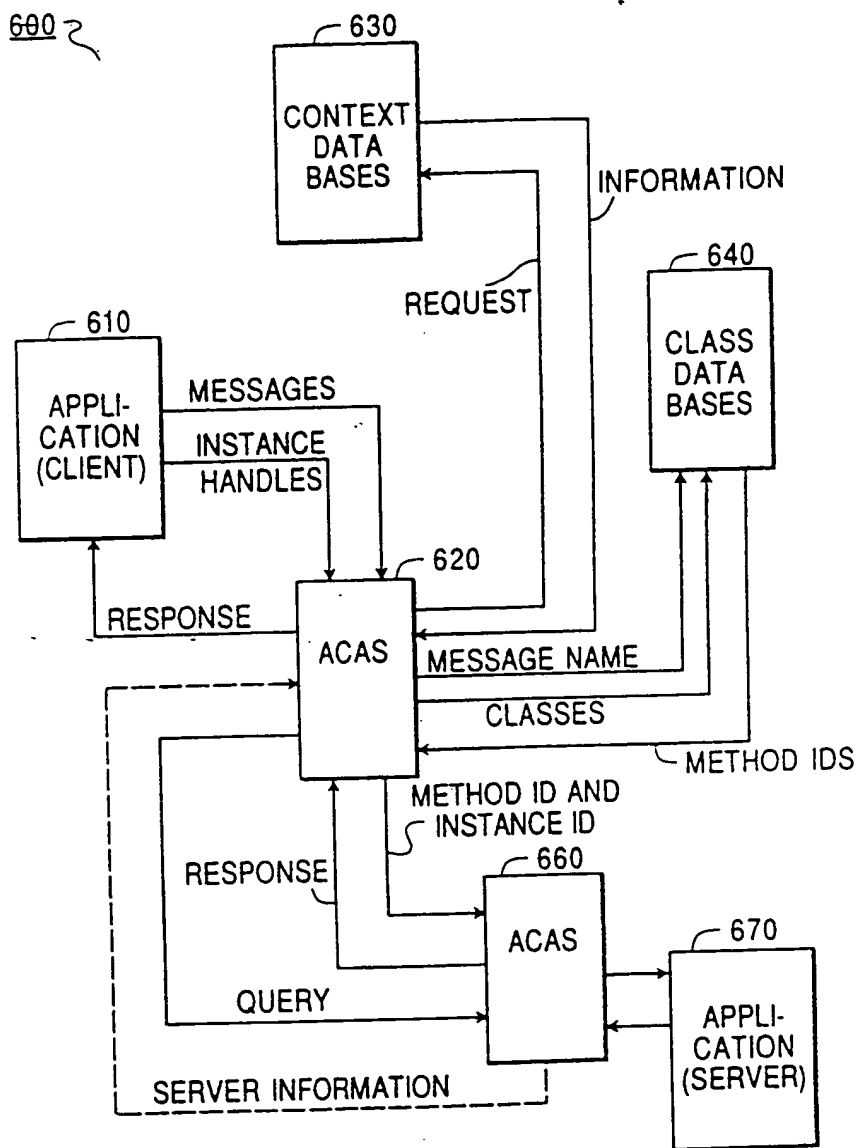 600
630
CONTEXT
DATA
BASES
INFORMATION
640
REQUEST
CLASS
DATA
BASES
610
APPLI-
CATION
(CLIENT)
MESSAGES
INSTANCE
HANDLES
620
RESPONSE
ACAS
MESSAGE NAME
CLASSES
METHOD IDS
METHOD ID AND
INSTANCE ID
RESPONSE
660
ACAS
670
QUERY
APPLI-
CATION
(SERVER)
SERVER INFORMATION